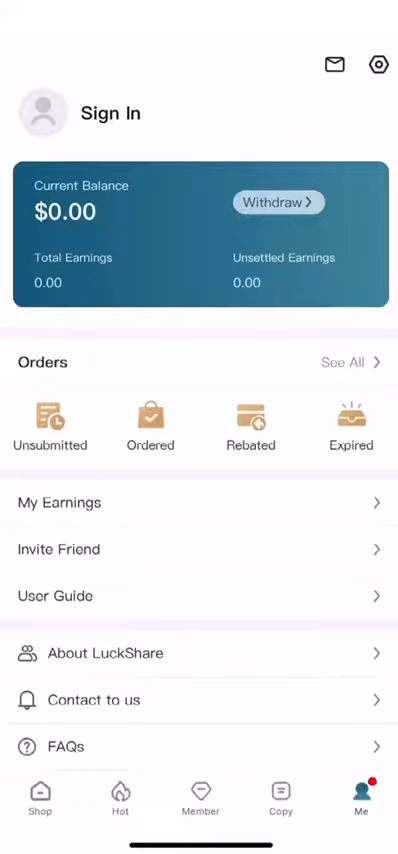 Sign In
Current Balance
$0.00
Withdraw
Total Earnings
Unsettled Earnings
0.00
0.00
Orders
See All
Unsubmitted
Ordered
Rebated
Expired
My Earnings
Invite Friend
User Guide
About LuckShare
Contact to us
FAQs
Shop
Hot
Member
Copy
Me